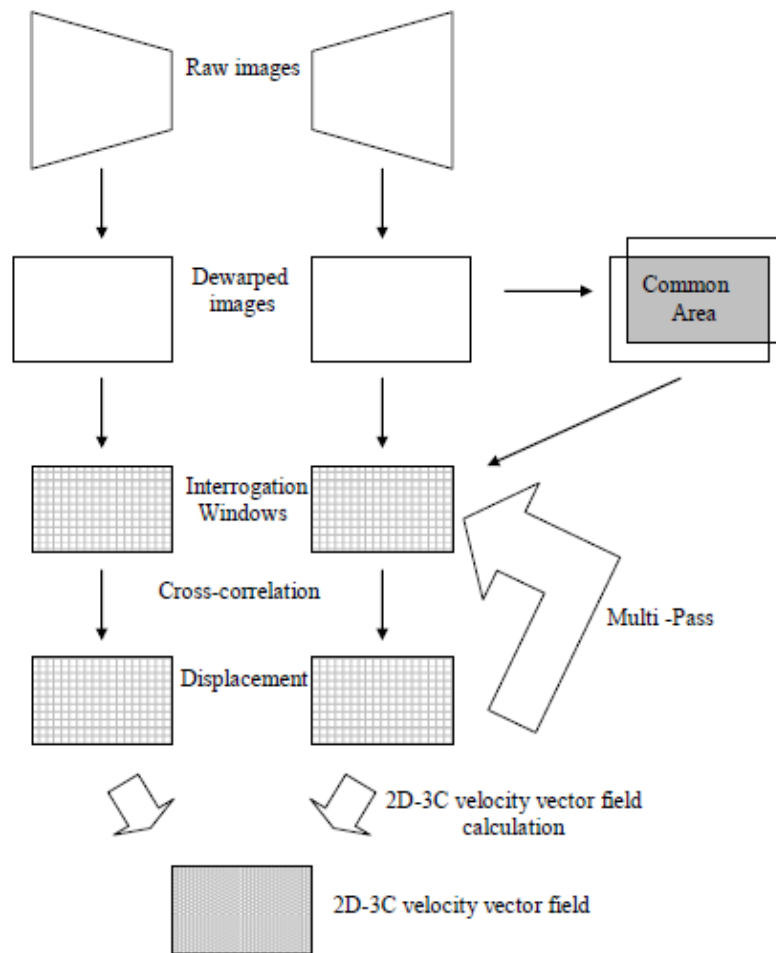 Raw images
Dewarped
images
Common
Area
Interrogation
Windows
Cross-correlation
Multi -Pass
Displacement
2D-3C velocity vector field
calculation
2D-3C velocity vector field